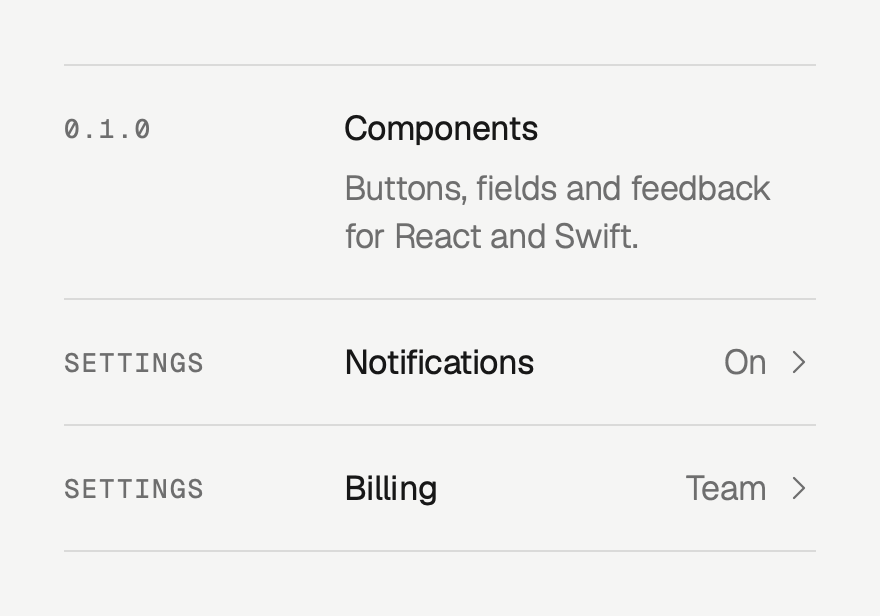 0.1.0 Components
Buttons, fields and feedback
for React and Swift.
SETTINGS Notifications On
SETTINGS Billing Team